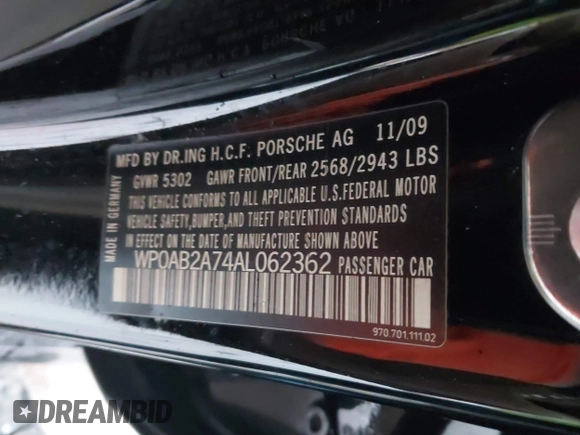 MFD BY DR.ING H.C.F. PORSCHE AG 11/09
GVWR 5302 GAWR FRONT/REAR 2568/2943 LBS
THIS VEHICLE CONFORMS TO ALL APPLICABLE U.S.FEDERAL MOTOR
VEHICLE SAFETY,BUMPER,AND THEFT PREVENTION STANDARDS
IN EFFECT ON THE DATE OF MANUFACTURE SHOWN ABOVE.
WP0AB2A74AL062362 PASSENGER CAR
MADE IN GERMANY
970.701.111.02
DREAMBID